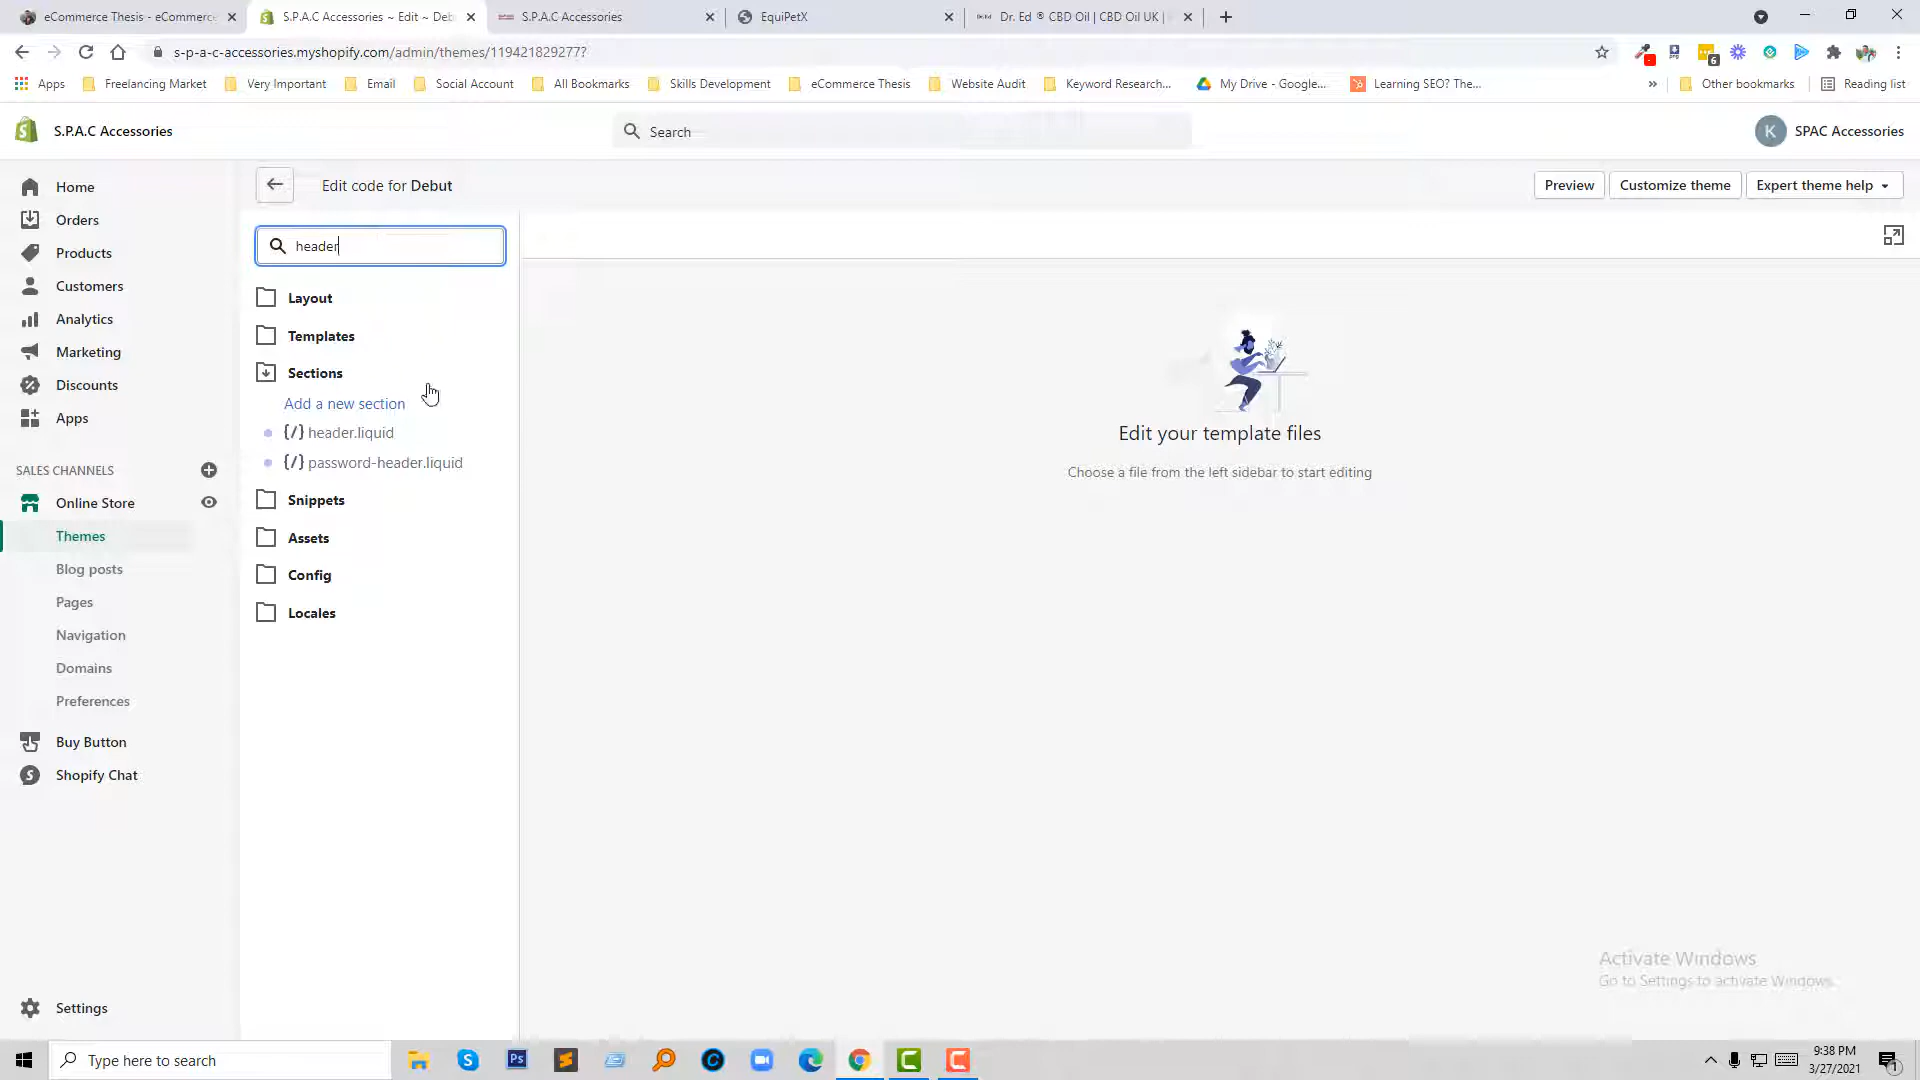 eCommerce Thesis - eCommerce
S.P.A.C Accessories ~ Edit ~ Deb
S.P.A.C Accessories
EquiPetX
Dr. Ed ® CBD Oil | CBD Oil UK |
s-p-a-c-accessories.myshopify.com/admin/themes/119421829277?
Apps
Freelancing Market
Very Important
Email
Social Account
All Bookmarks
Skills Development
eCommerce Thesis
Website Audit
Keyword Research...
My Drive - Google...
Learning SEO? The...
Other bookmarks
Reading list
S.P.A.C Accessories
Search
K
SPAC Accessories
Home
Orders
Products
Customers
Analytics
Marketing
Discounts
Apps
SALES CHANNELS
Online Store
Themes
Blog posts
Pages
Navigation
Domains
Preferences
Buy Button
Shopify Chat
Settings
Edit code for Debut
Preview
Customize theme
Expert theme help
header
Layout
Templates
Sections
Add a new section
{/} header.liquid
{/} password-header.liquid
Snippets
Assets
Config
Locales
Edit your template files
Choose a file from the left sidebar to start editing
Activate Windows
Go to Settings to activate Windows.
Type here to search
Ps
9:38 PM
3/27/2021